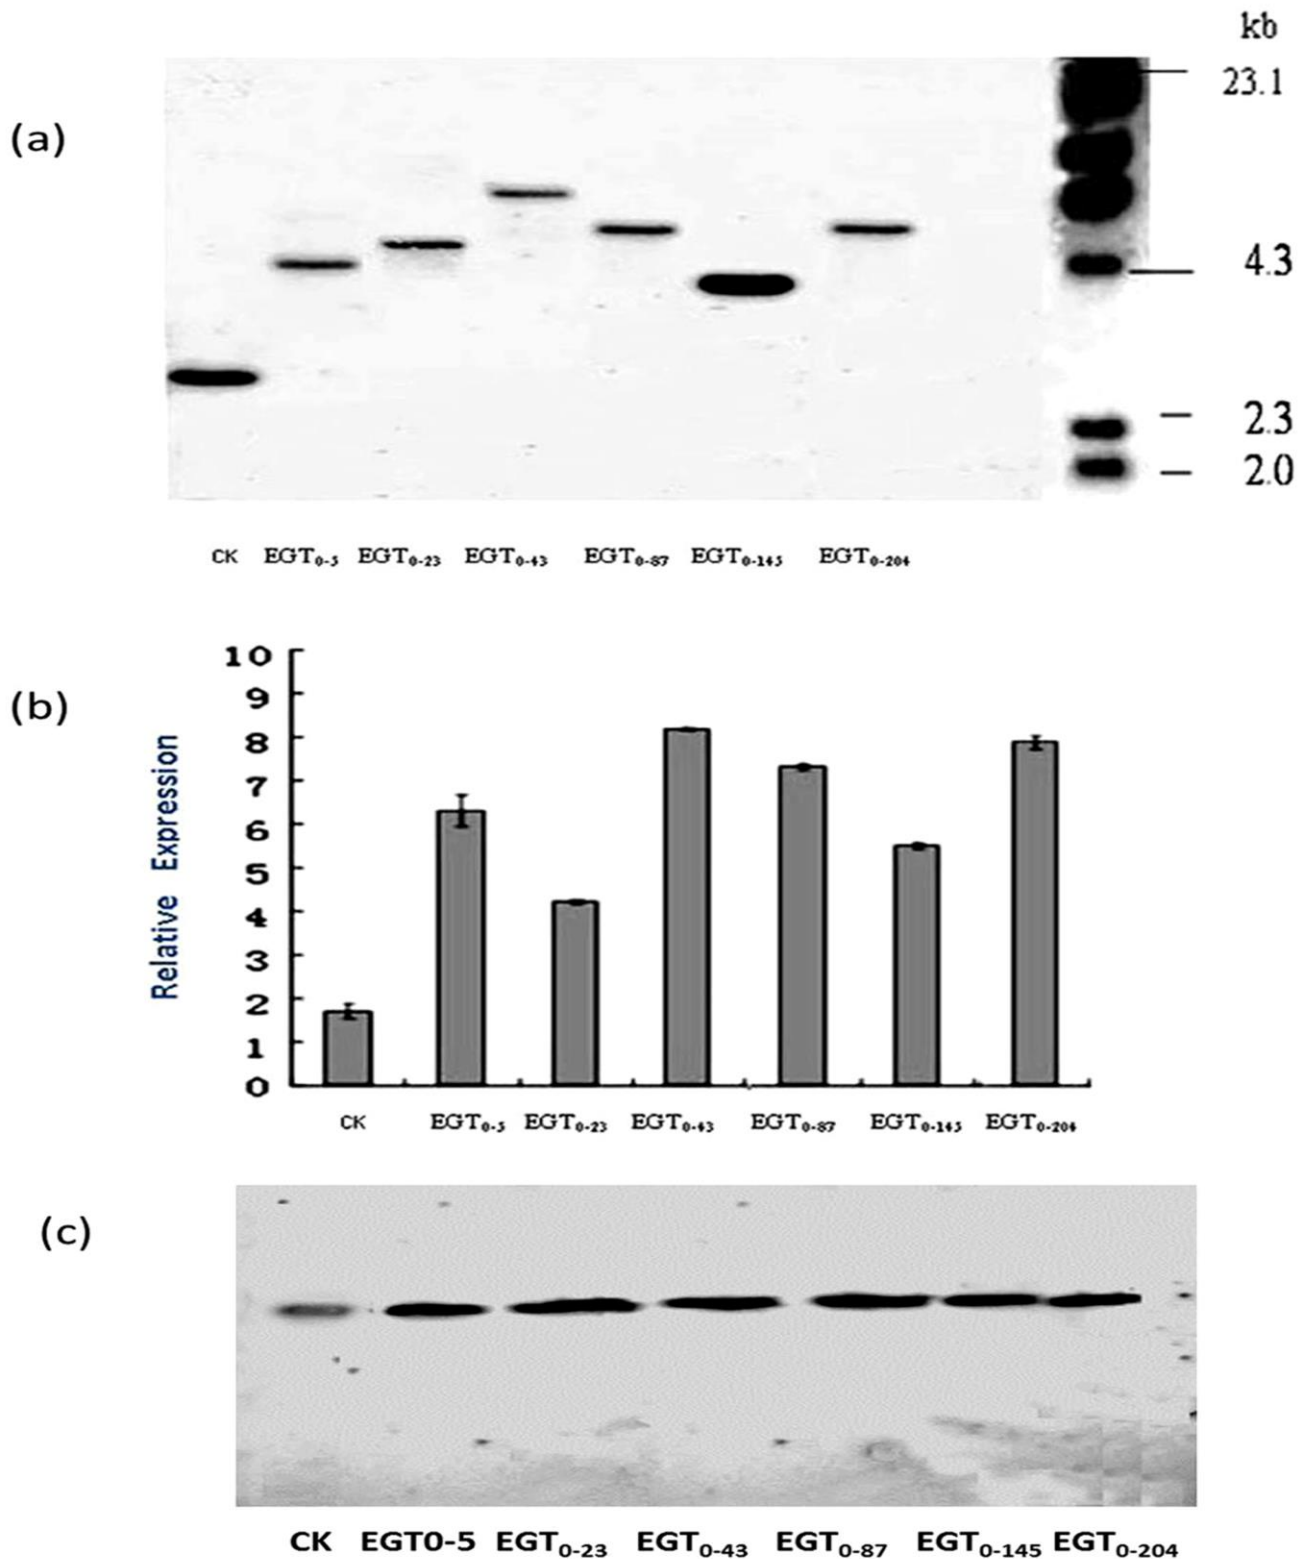 kb
(a)
23.1
4.3
2.3
2.0
CK EGT0-5 EGT0-23 EGT0-43 EGT0-87 EGT0-145 EGT0-204
(b)
Relative Expression
10
9
8
7
6
5
4
3
2
1
0
CK EGT0-5 EGT0-23 EGT0-43 EGT0-87 EGT0-145 EGT0-204
(c)
CK EGT0-5 EGT0-23 EGT0-43 EGT0-87 EGT0-145 EGT0-204